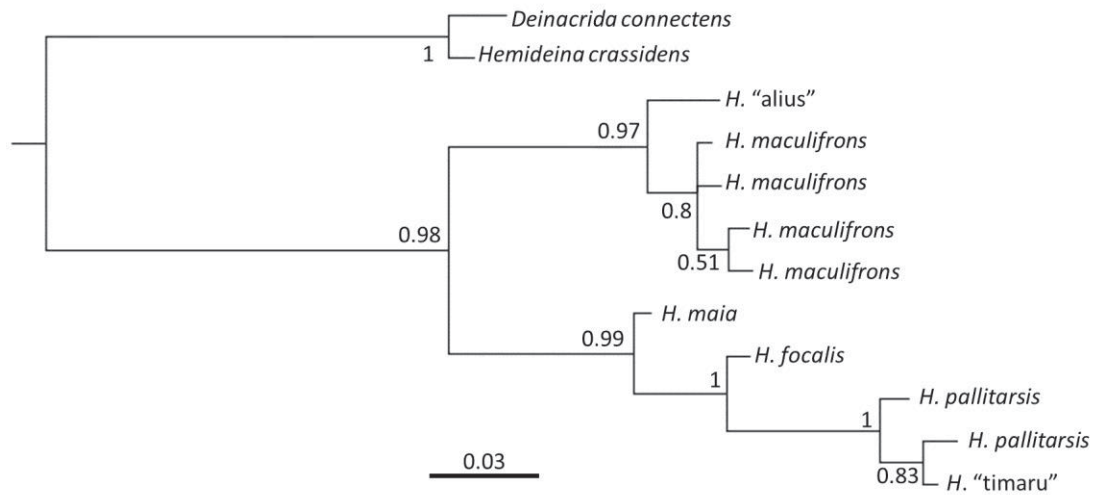 Deinacrida connectens
1
Hemideina crassidens
H. “alius”
0.97
H. maculifrons
H. maculifrons
0.8
H. maculifrons
0.98
0.51
H. maculifrons
H. maia
0.99
H. focalis
1
H. pallitarsis
1
H. pallitarsis
0.03
0.83
H. “timaru”